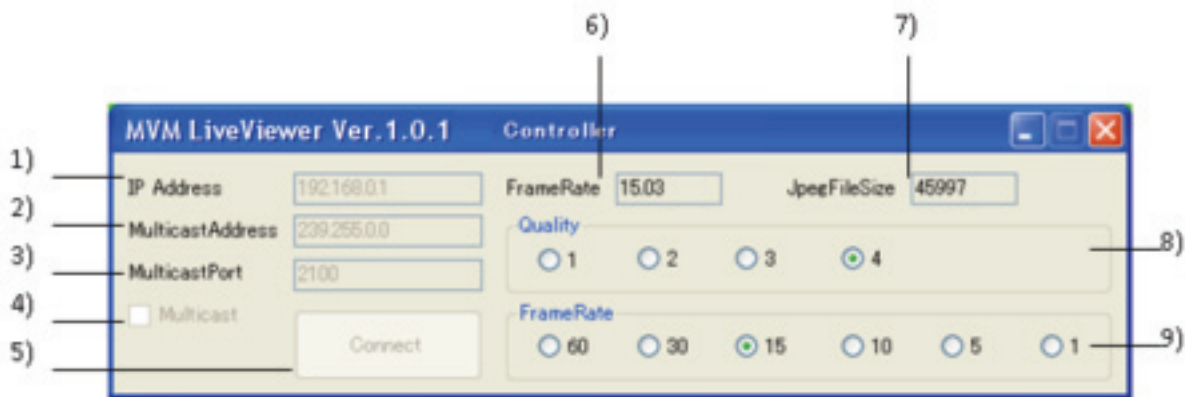 6) 7)
MVM LiveViewer Ver.1.0.1 Controller
1) IP Address 192.168.0.1 FrameRate 15.03 JpegFileSize 45997
2) MulticastAddress 239.255.0.0 Quality
1 2 3 4 8)
3) MulticastPort 2100
4) Multicast FrameRate
5) Connect 60 30 15 10 5 1 9)